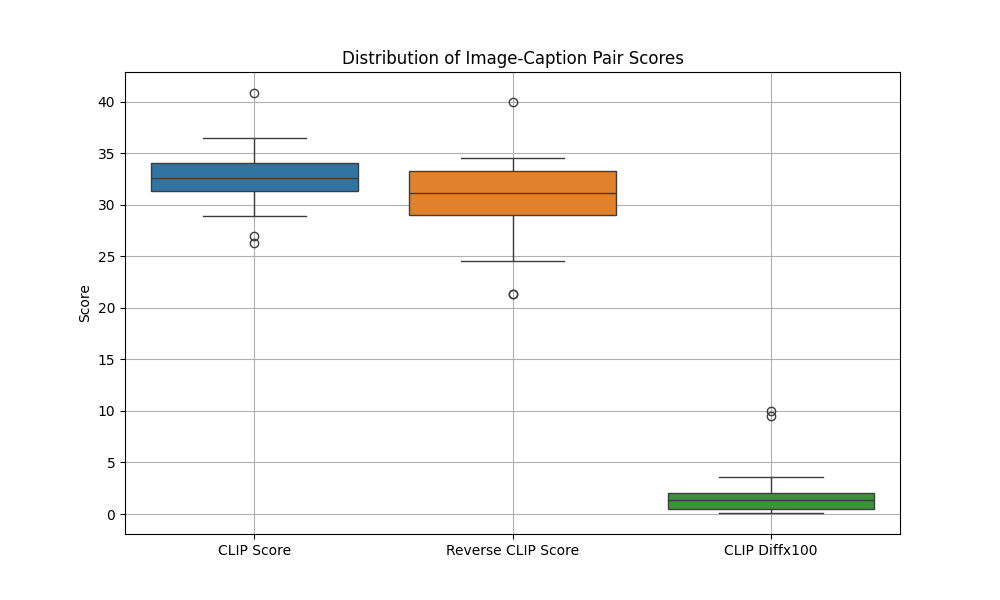 Distribution of Image-Caption Pair Scores
Score
40
35
30
25
20
15
10
5
0
CLIP Score
Reverse CLIP Score
CLIP Diffx100